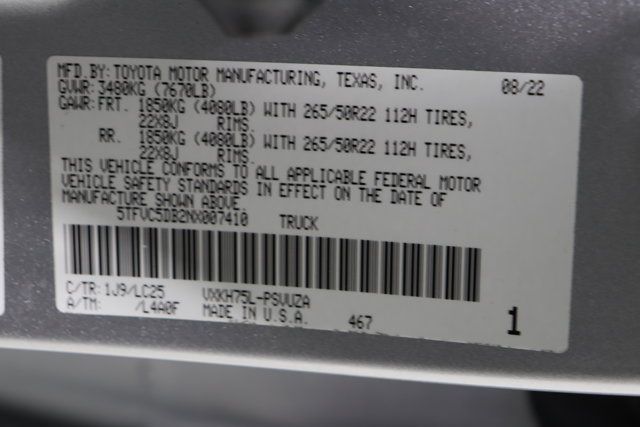 MFD.BY: TOYOTA MOTOR MANUFACTURING, TEXAS, INC. 08/22
GVWR: 3480KG (7670LB)
GAWR: FRT. 1850KG (4080LB) WITH 265/50R22 112H TIRES,
22X8J RIMS.
RR. 1850KG (4080LB) WITH 265/50R22 112H TIRES,
22X8J RIMS.
THIS VEHICLE CONFORMS TO ALL APPLICABLE FEDERAL MOTOR
VEHICLE SAFETY STANDARDS IN EFFECT ON THE DATE OF
MANUFACTURE SHOWN ABOVE.
5TFVC5DB2NX007410 TRUCK
C/TR: 1J9/LC25 VXKH75L-PSVUZA
A/TM: /L4A0F MADE IN U.S.A. 467 1